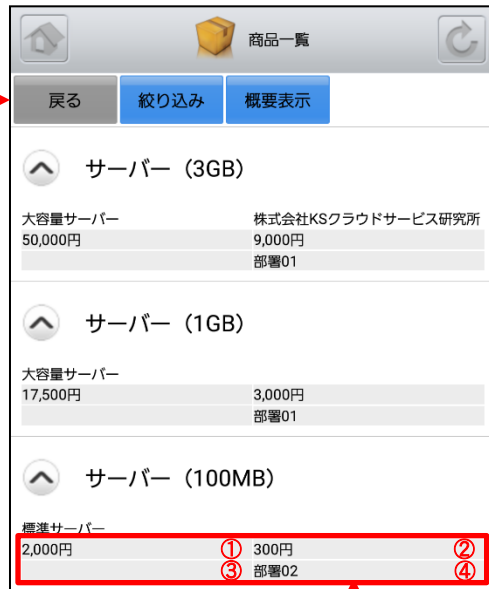 商品一覧
戻る 絞り込み 概要表示
サーバー（3GB）
大容量サーバー 株式会社KSクラウドサービス研究所
50,000円 9,000円
部署01
サーバー（1GB）
大容量サーバー
17,500円 3,000円
部署01
サーバー（100MB）
標準サーバー
2,000円 ① 300円 ②
③ 部署02 ④